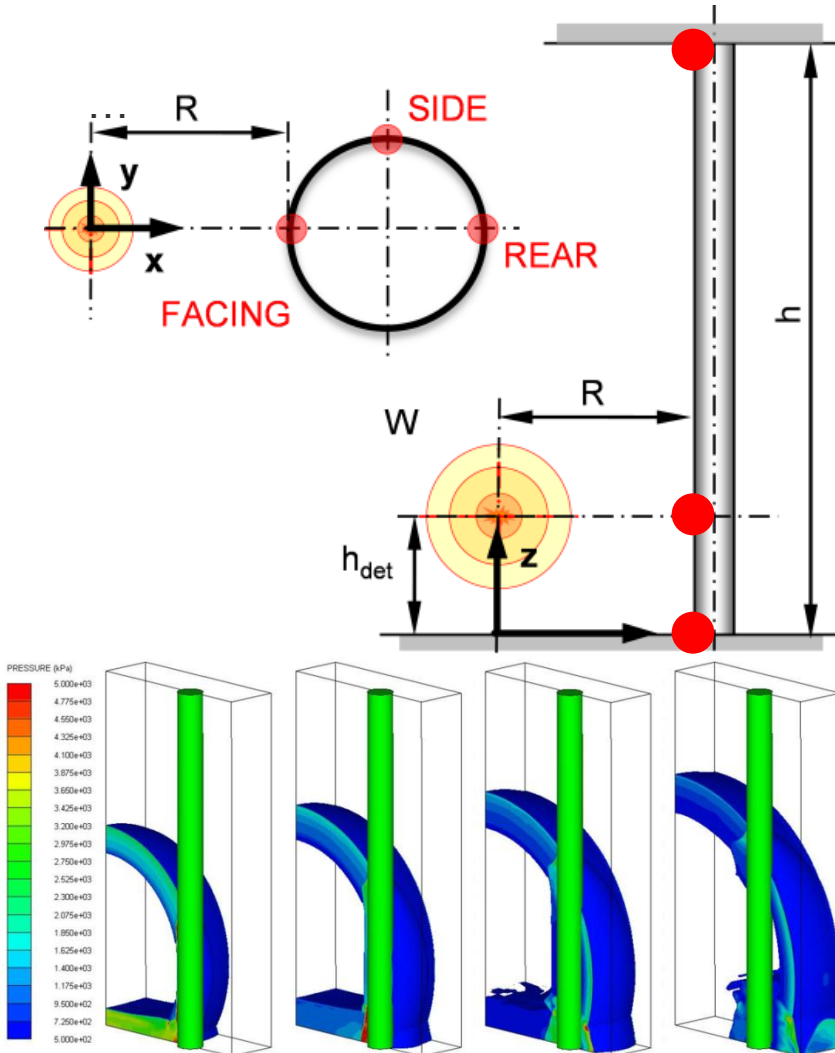 R
SIDE
y
x
REAR
FACING
h
R
W
z
h_det
PRESSURE (kPa)
5.000e+03
4.775e+03
4.550e+03
4.325e+03
4.100e+03
3.875e+03
3.650e+03
3.425e+03
3.200e+03
2.975e+03
2.750e+03
2.525e+03
2.300e+03
2.075e+03
1.850e+03
1.625e+03
1.400e+03
1.175e+03
9.500e+02
7.250e+02
5.000e+02